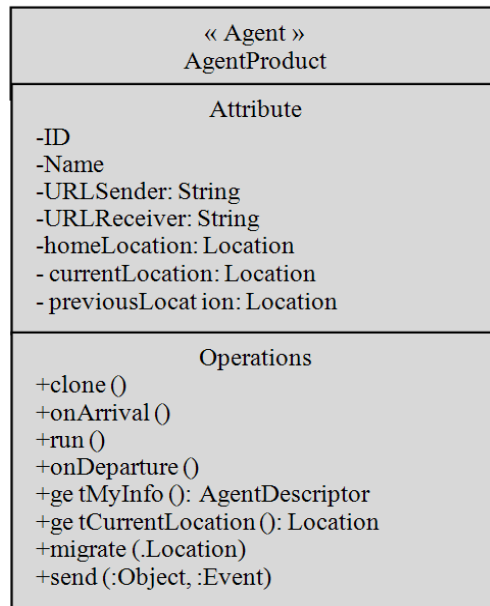 « Agent »
AgentProduct
Attribute
-ID
-Name
-URLSender: String
-URLReceiver: String
-homeLocation: Location
- currentLocation: Location
- previousLocat ion: Location
Operations
+clone ()
+onArrival ()
+run ()
+onDeparture ()
+ge tMyInfo (): AgentDescriptor
+ge tCurrentLocation (): Location
+migrate (.Location)
+send (:Object, :Event)